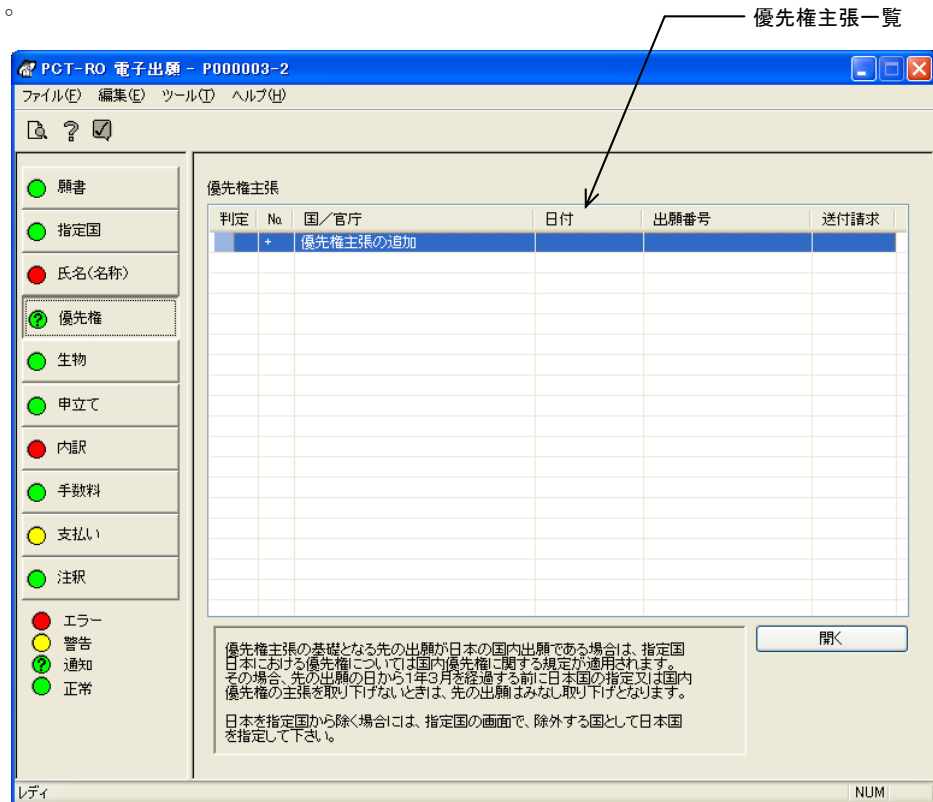 。
優先権主張一覧
PCT-RO 電子出願 - P000003-2
ファイル(F) 編集(E) ツール(T) ヘルプ(H)
願書
指定国
氏名(名称)
優先権
生物
申立て
内訳
手数料
支払い
注釈
エラー
警告
通知
正常
優先権主張
判定 No. 国/官庁 日付 出願番号 送付請求
+ 優先権主張の追加
優先権主張の基礎となる先の出願が日本の国内出願である場合は、指定国
日本における優先権については国内優先権に関する規定が適用されます。
その場合、先の出願の日から1年3月を経過する前に日本国の指定又は国内
優先権の主張を取り下げないときは、先の出願はみなし取り下げとなります。
日本を指定国から除く場合には、指定国の画面で、除外する国として日本国
を指定して下さい。
開く
レディ NUM